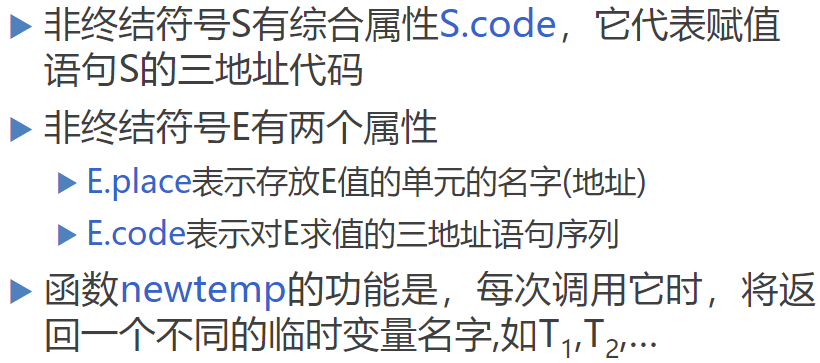 ▶ 非终结符号S有综合属性S.code，它代表赋值
语句S的三地址代码
▶ 非终结符号E有两个属性
▶ E.place表示存放E值的单元的名字(地址)
▶ E.code表示对E求值的三地址语句序列
▶ 函数newtemp的功能是，每次调用它时，将返
回一个不同的临时变量名字,如T₁,T₂,…